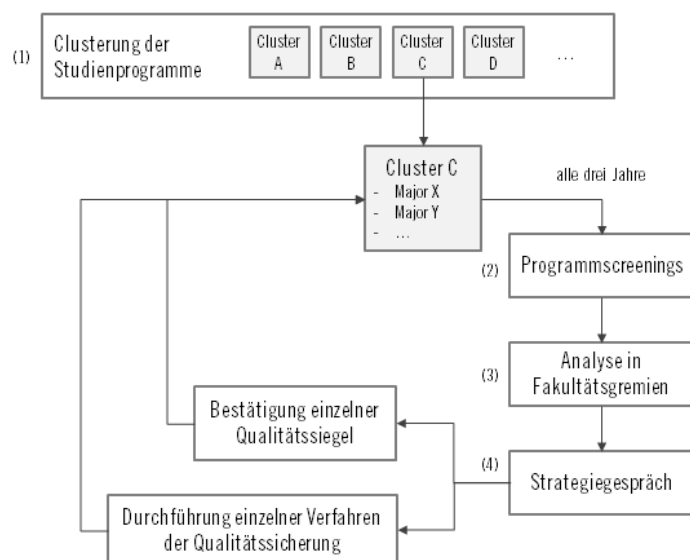 (1)
Clusterung der
Studienprogramme
Cluster
A
Cluster
B
Cluster
C
Cluster
D
...
Cluster C
- Major X
- Major Y
- ...
alle drei Jahre
(2)
Programmscreenings
(3)
Analyse in
Fakultätsgremien
(4)
Strategiegespräch
Bestätigung einzelner
Qualitätssiegel
Durchführung einzelner Verfahren
der Qualitätssicherung